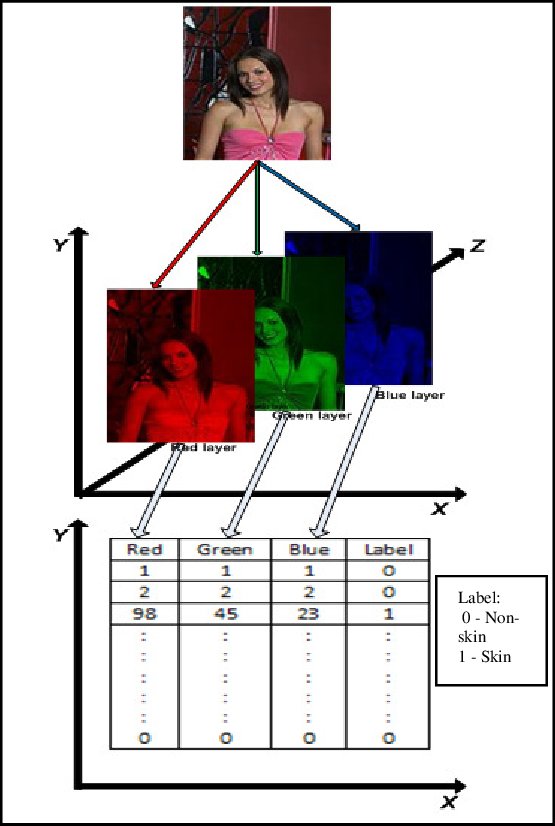 Y
Z
Blue layer
Green layer
Red layer
X
Y
Red Green Blue Label
1 1 1 0
2 2 2 0
98 45 23 1
: : : :
: : : :
: : : :
: : : :
: : : :
0 0 0 0
Label:
0 - Non-
skin
1 - Skin
X